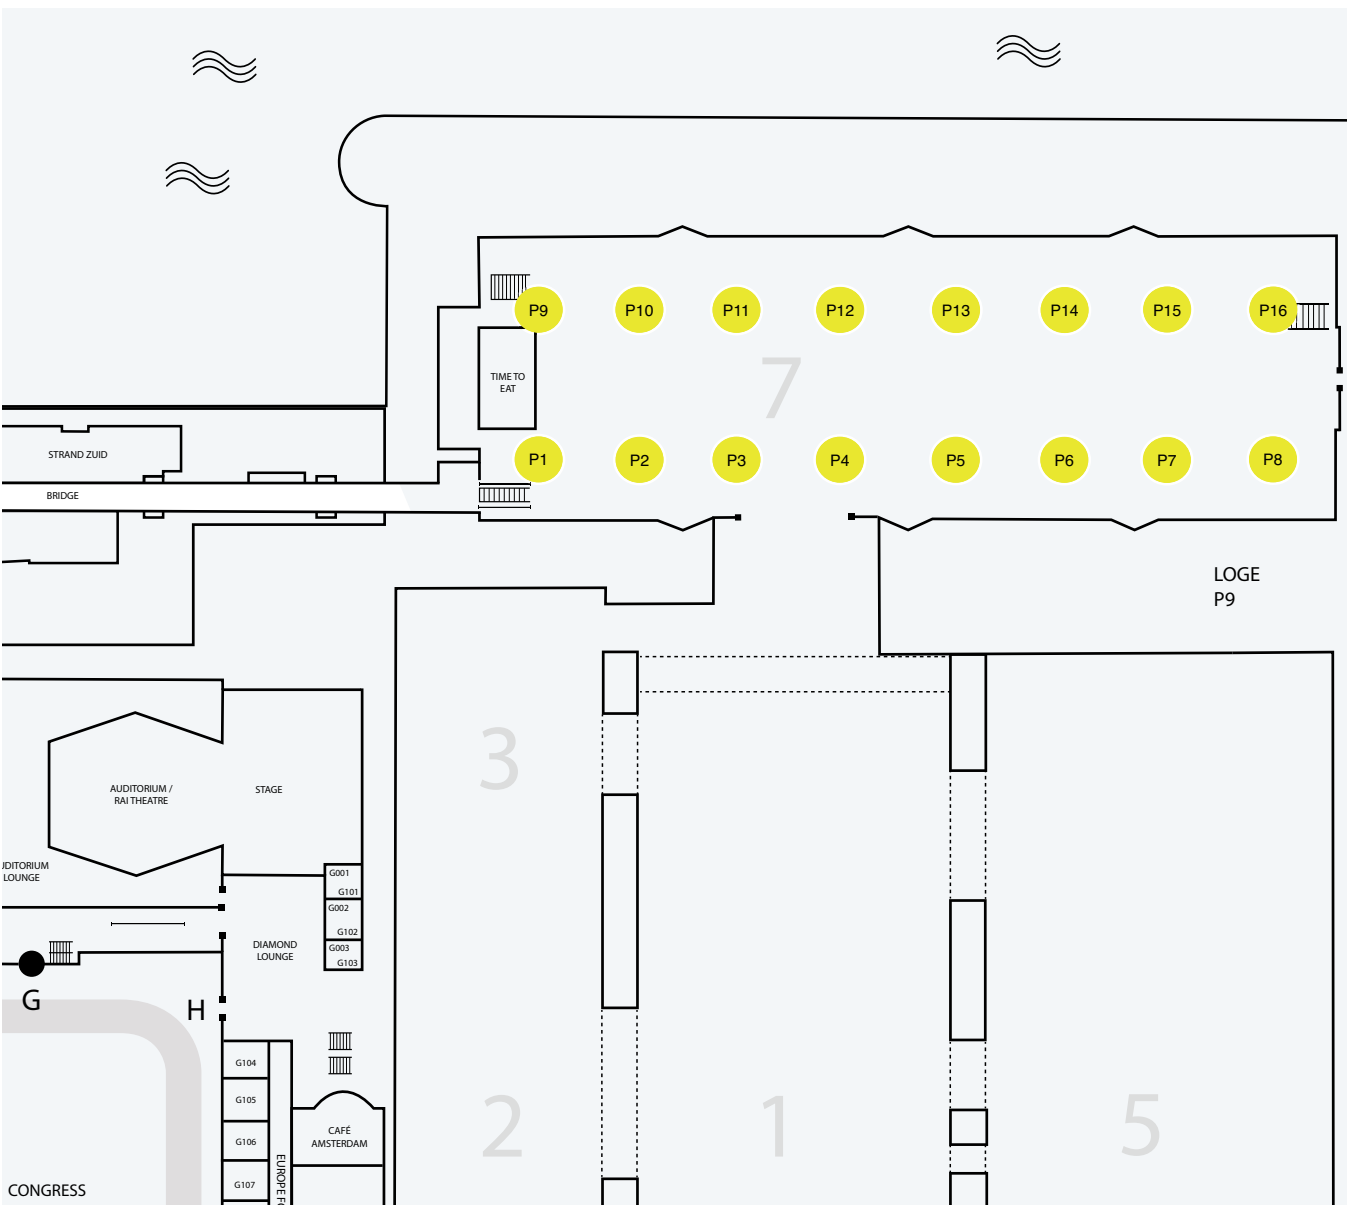 P9 P10 P11 P12 P13 P14 P15 P16
TIME TO
EAT
7
STRAND ZUID
P1 P2 P3 P4 P5 P6 P7 P8
BRIDGE
LOGE
P9
3
AUDITORIUM /
RAI THEATRE
STAGE
UDITORIUM
LOUNGE
G001
G101
G002
G102
G003
G103
DIAMOND
LOUNGE
G
H
G104
G105
G106
G107
CAFÉ
AMSTERDAM
EUROPE FO
2
1
5
CONGRESS